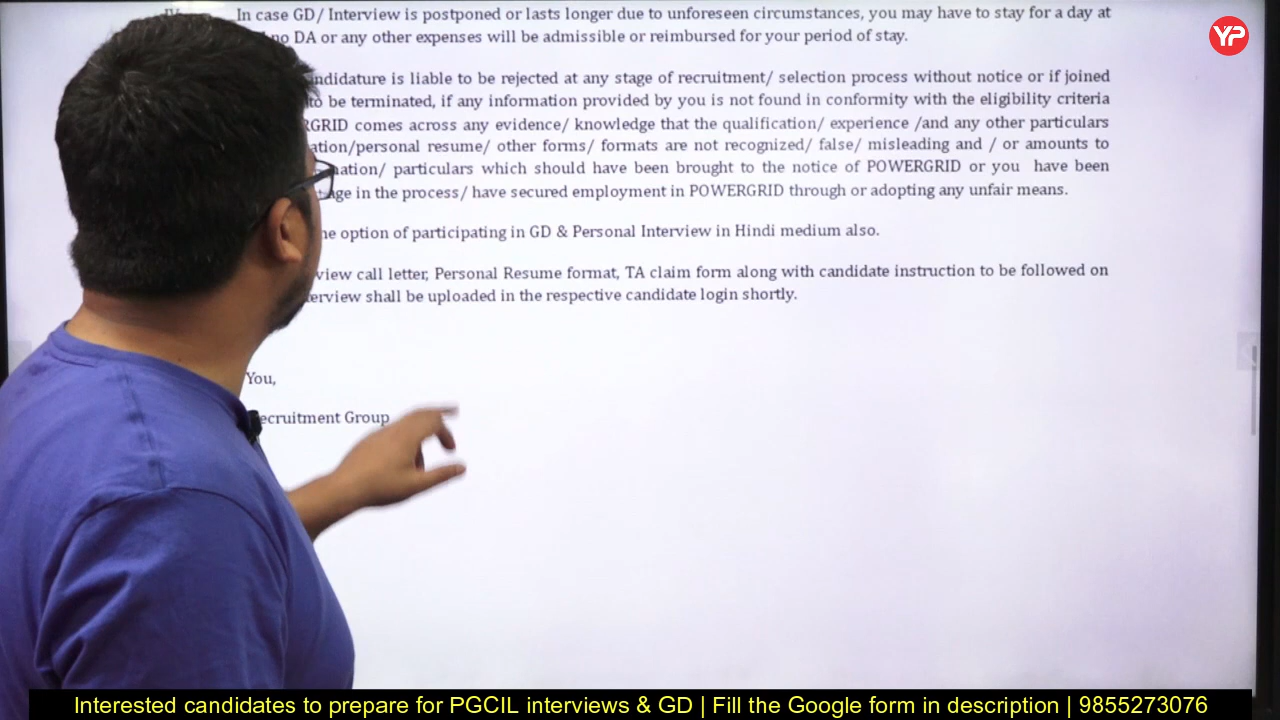 In case GD/ Interview is postponed or lasts longer due to unforeseen circumstances, you may have to stay for a day at
YP
no DA or any other expenses will be admissible or reimbursed for your period of stay.
andidature is liable to be rejected at any stage of recruitment/ selection process without notice or if joined
to be terminated, if any information provided by you is not found in conformity with the eligibility criteria
RGRID comes across any evidence/ knowledge that the qualification/ experience /and any other particulars
ation/personal resume/ other forms/ formats are not recognized/ false/ misleading and / or amounts to
mation/ particulars which should have been brought to the notice of POWERGRID or you have been
age in the process/ have secured employment in POWERGRID through or adopting any unfair means.
he option of participating in GD & Personal Interview in Hindi medium also.
view call letter, Personal Resume format, TA claim form along with candidate instruction to be followed on
erview shall be uploaded in the respective candidate login shortly.
You,
ecruitment Group
Interested candidates to prepare for PGCIL interviews & GD | Fill the Google form in description | 9855273076